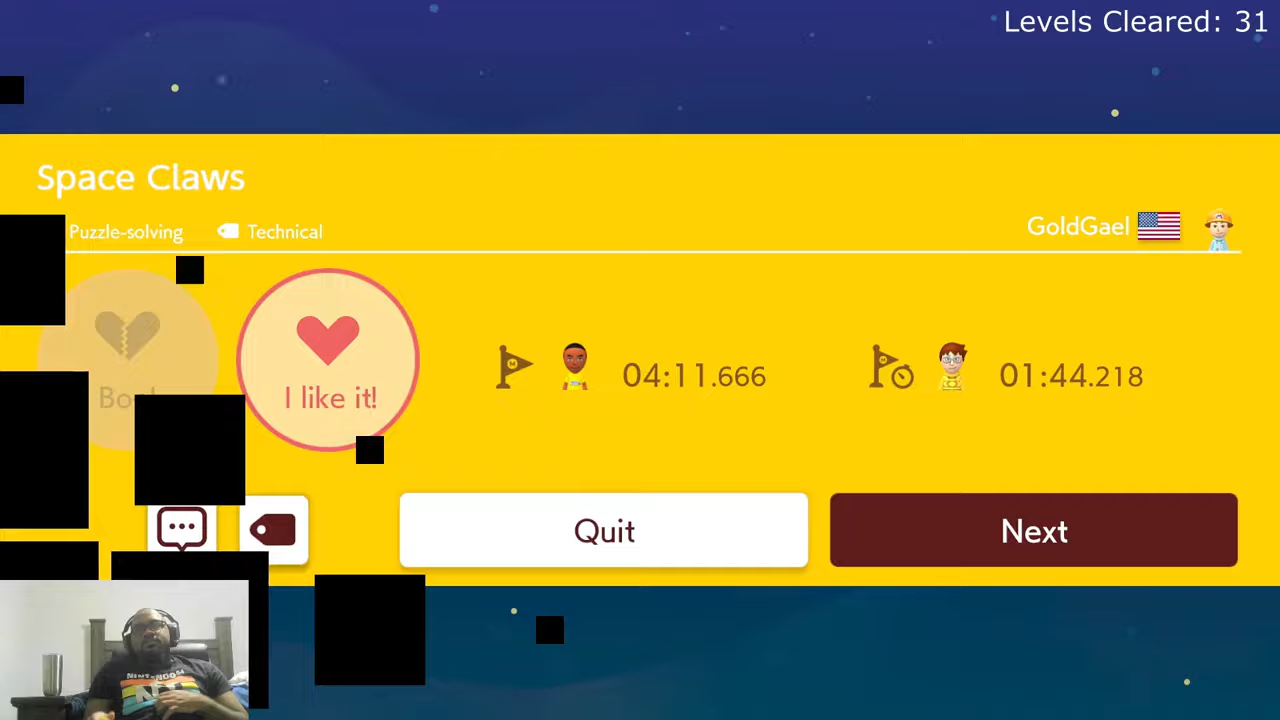 Levels Cleared: 31
Space Claws
Puzzle-solving Technical
GoldGael
I like it!
04:11.666
01:44.218
Quit Next